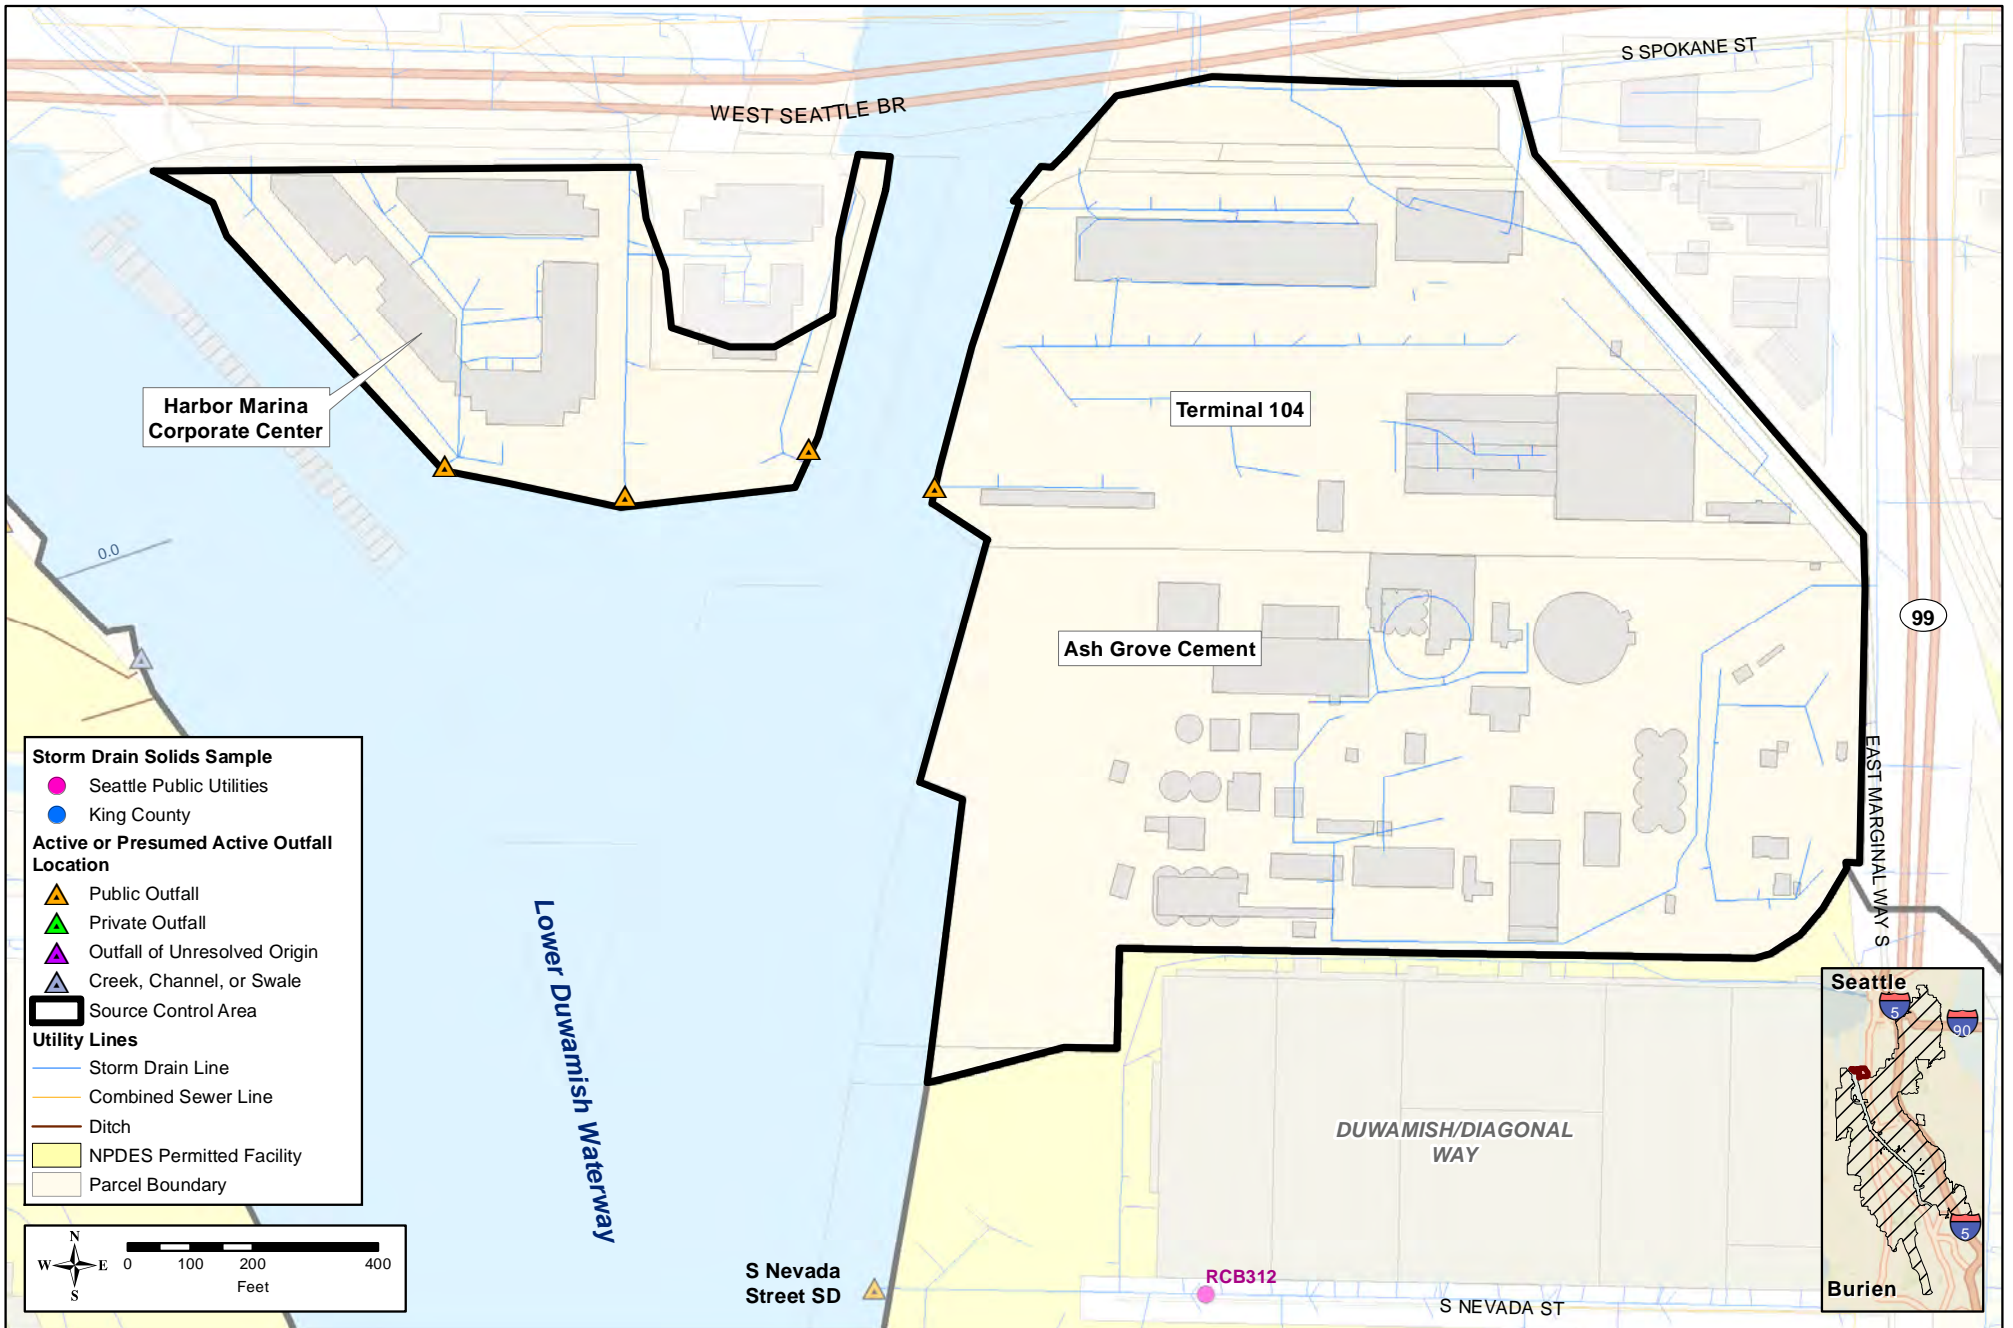 S SPOKANE ST
WEST SEATTLE BR
Harbor Marina
Corporate Center
Terminal 104
0.0
99
Ash Grove Cement
EAST MARGINAL WAY S
Storm Drain Solids Sample
Seattle Public Utilities
King County
Active or Presumed Active Outfall
Location
Public Outfall
Private Outfall
Outfall of Unresolved Origin
Creek, Channel, or Swale
Source Control Area
Utility Lines
Storm Drain Line
Combined Sewer Line
Ditch
NPDES Permitted Facility
Parcel Boundary
Lower Duwamish Waterway
DUWAMISH/DIAGONAL
WAY
Seattle
5
90
5
Burien
N
W E
S
0 100 200 400
Feet
S Nevada
Street SD
RCB312
S NEVADA ST